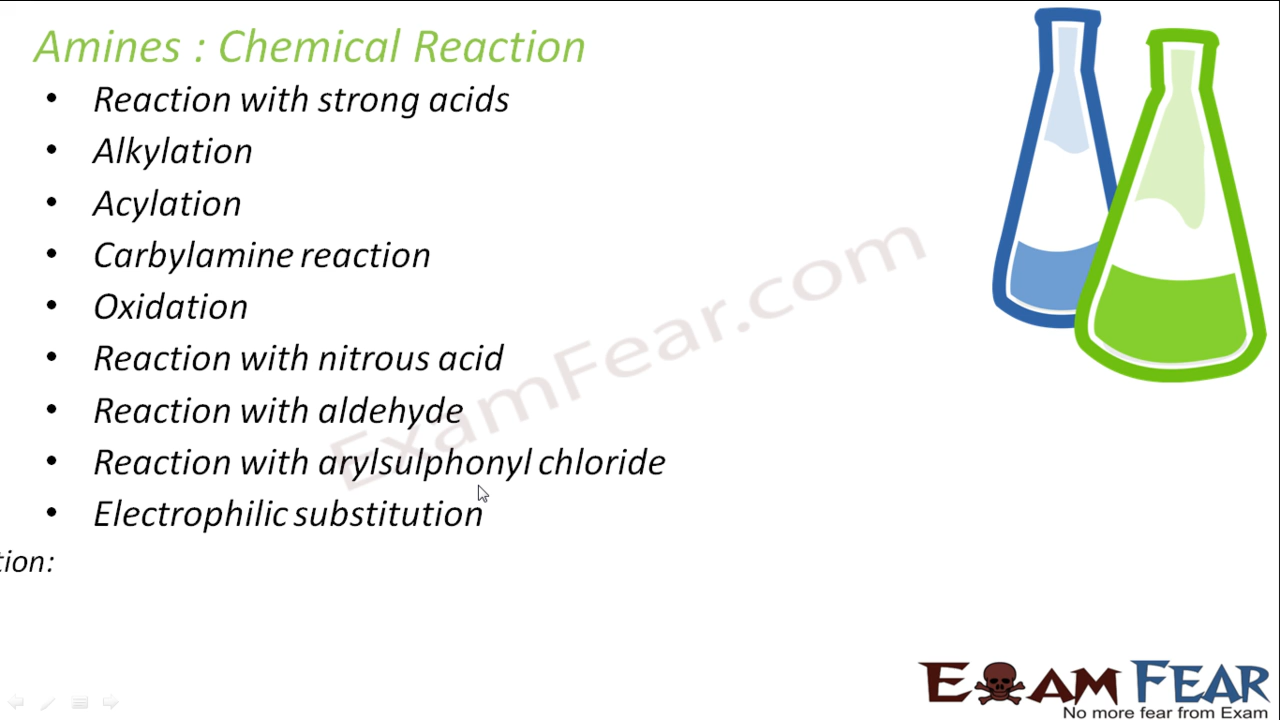 Amines : Chemical Reaction
• Reaction with strong acids
• Alkylation
• Acylation
• Carbylamine reaction
• Oxidation
• Reaction with nitrous acid
• Reaction with aldehyde
• Reaction with arylsulphonyl chloride
• Electrophilic substitution
tion:
ExamFear.com
EXAM FEAR
No more fear from Exam